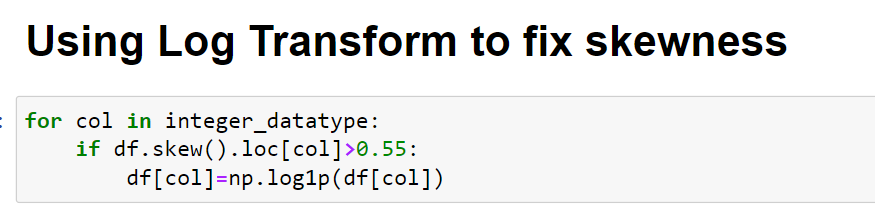 Using Log Transform to fix skewness
: for col in integer_datatype:
    if df.skew().loc[col]>0.55:
        df[col]=np.log1p(df[col])